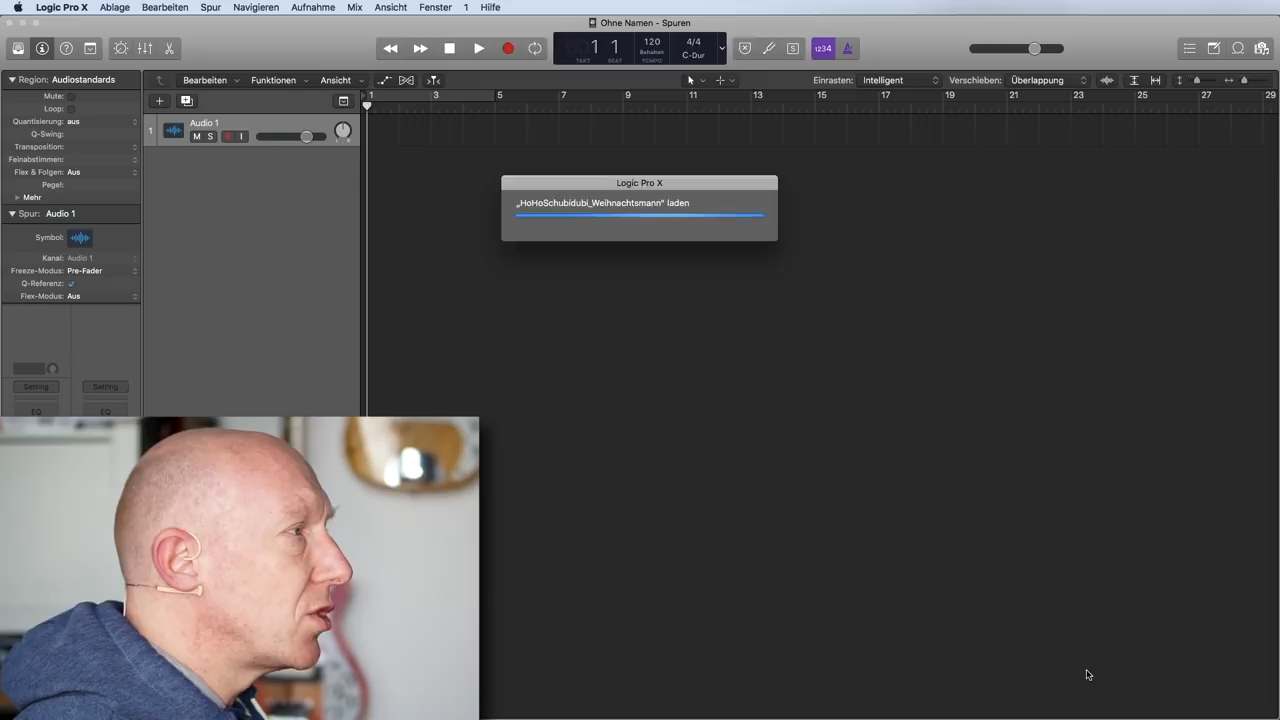 Logic Pro X Ablage Bearbeiten Spur Navigieren Aufnahme Mix Ansicht Fenster 1 Hilfe
Ohne Namen - Spuren
1 1 120 4/4
Behalten
TAKT BEAT TEMPO C-Dur
S 1234
Region: Audiostandards
Bearbeiten Funktionen Ansicht
Einrasten: Intelligent Verschieben: Überlappung
Mute:
Loop:
Quantisierung: aus
Q-Swing:
Transposition:
Feinabstimmen:
Flex & Folgen: Aus
Pegel:
Mehr
Spur: Audio 1
Symbol:
Kanal: Audio 1
Freeze-Modus: Pre-Fader
Q-Referenz:
Flex-Modus: Aus
Setting Setting
EQ EQ
1 3 5 7 9 11 13 15 17 19 21 23 25 27 29
1 Audio 1
M S R I
Logic Pro X
„HoHoSchubidubi_Weihnachtsmann“ laden